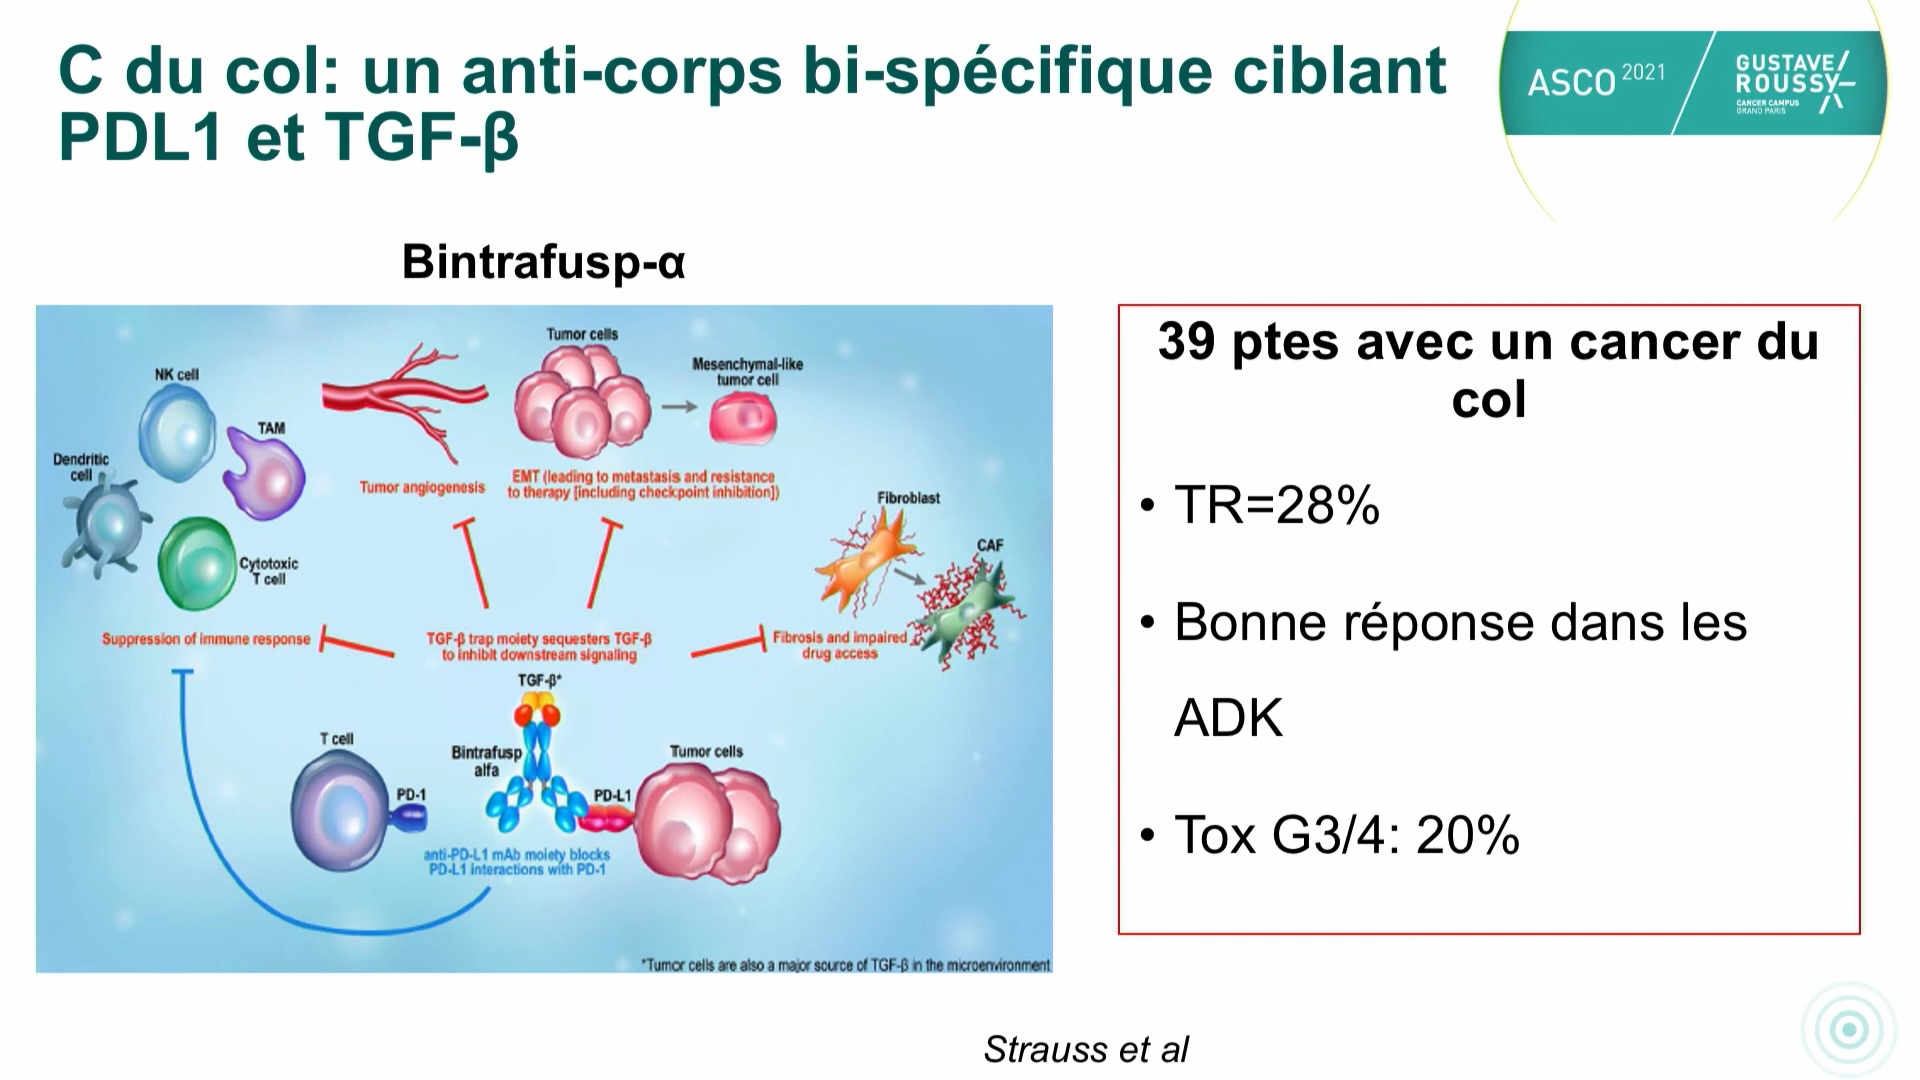 C du col: un anti-corps bi-spécifique ciblant
PDL1 et TGF-β
ASCO 2021
GUSTAVE/
ROUSSY
CANCER CAMPUS
GRAND PARIS
Bintrafusp-α
Tumor cells
Mesenchymal-like
tumor cell
NK cell
TAM
Dendritic
cell
Cytotoxic
T cell
Tumor angiogenesis
EMT (leading to metastasis and resistance
to therapy [including checkpoint inhibition])
Fibroblast
CAF
Suppression of immune response
TGF-β trap moiety sequesters TGF-β
to inhibit downstream signaling
Fibrosis and impaired
drug access
TGF-β*
T cell
PD-1
Bintrafusp
alfa
PD-L1
Tumor cells
anti-PD-L1 mAb moiety blocks
PD-L1 interactions with PD-1
*Tumor cells are also a major source of TGF-β in the microenvironment
39 ptes avec un cancer du
col
• TR=28%
• Bonne réponse dans les
ADK
• Tox G3/4: 20%
Strauss et al